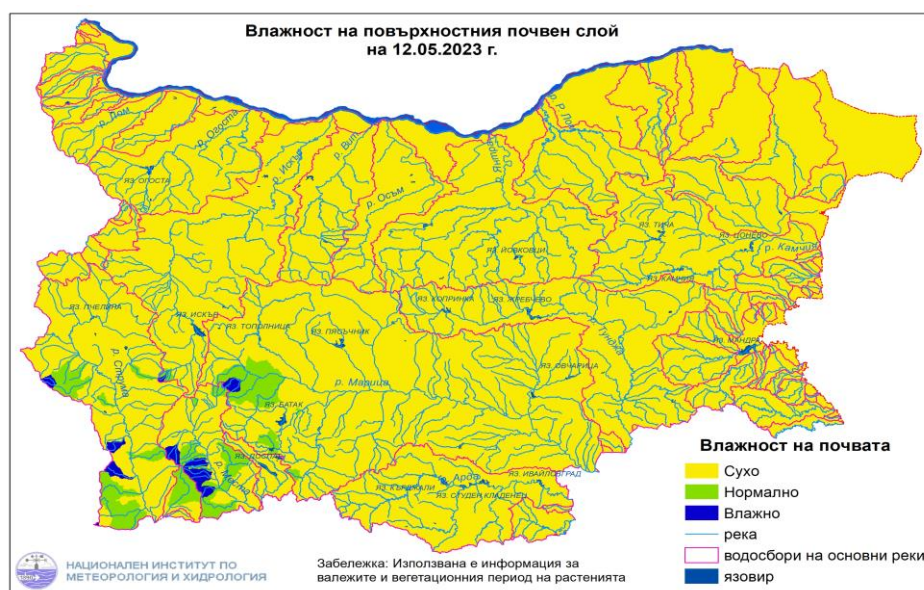 Влажност на повърхностния почвен слой
на 12.05.2023 г.
р. Лом
р. Огоста
р. Искър
р. Вит
р. Осъм
ЯЗ. ОГОСТА
ЯЗ. ЙОВКОВЦИ
ЯЗ. ТИЧА
ЯЗ. ЦОНЕВО
р. Камчия
ЯЗ. КАМЧИЯ
ЯЗ. ПЧЕЛИНА
ЯЗ. ИСКЪР
ЯЗ. ТОПОЛНИЦА
ЯЗ. ПЯСЪЧНИК
ЯЗ. КОПРИНКА
ЯЗ. ЖРЕБЧЕВО
р. Тунджа
ЯЗ. МАНДРА
р. Струма
р. Марица
ЯЗ. ОВЧАРИЦА
ЯЗ. БАТАК
ЯЗ. ДОСПАТ
р. Места
ЯЗ. ИВАЙЛОВГРАД
ЯЗ. КЪРДЖАЛИ
ЯЗ. СТУДЕН КЛАДЕНЕЦ
Влажност на почвата
Сухо
Нормално
Влажно
река
водосбори на основни реки
язовир
НАЦИОНАЛЕН ИНСТИТУТ ПО
МЕТЕОРОЛОГИЯ И ХИДРОЛОГИЯ
Забележка: Използвана е информация за
валежите и вегетационния период на растенията